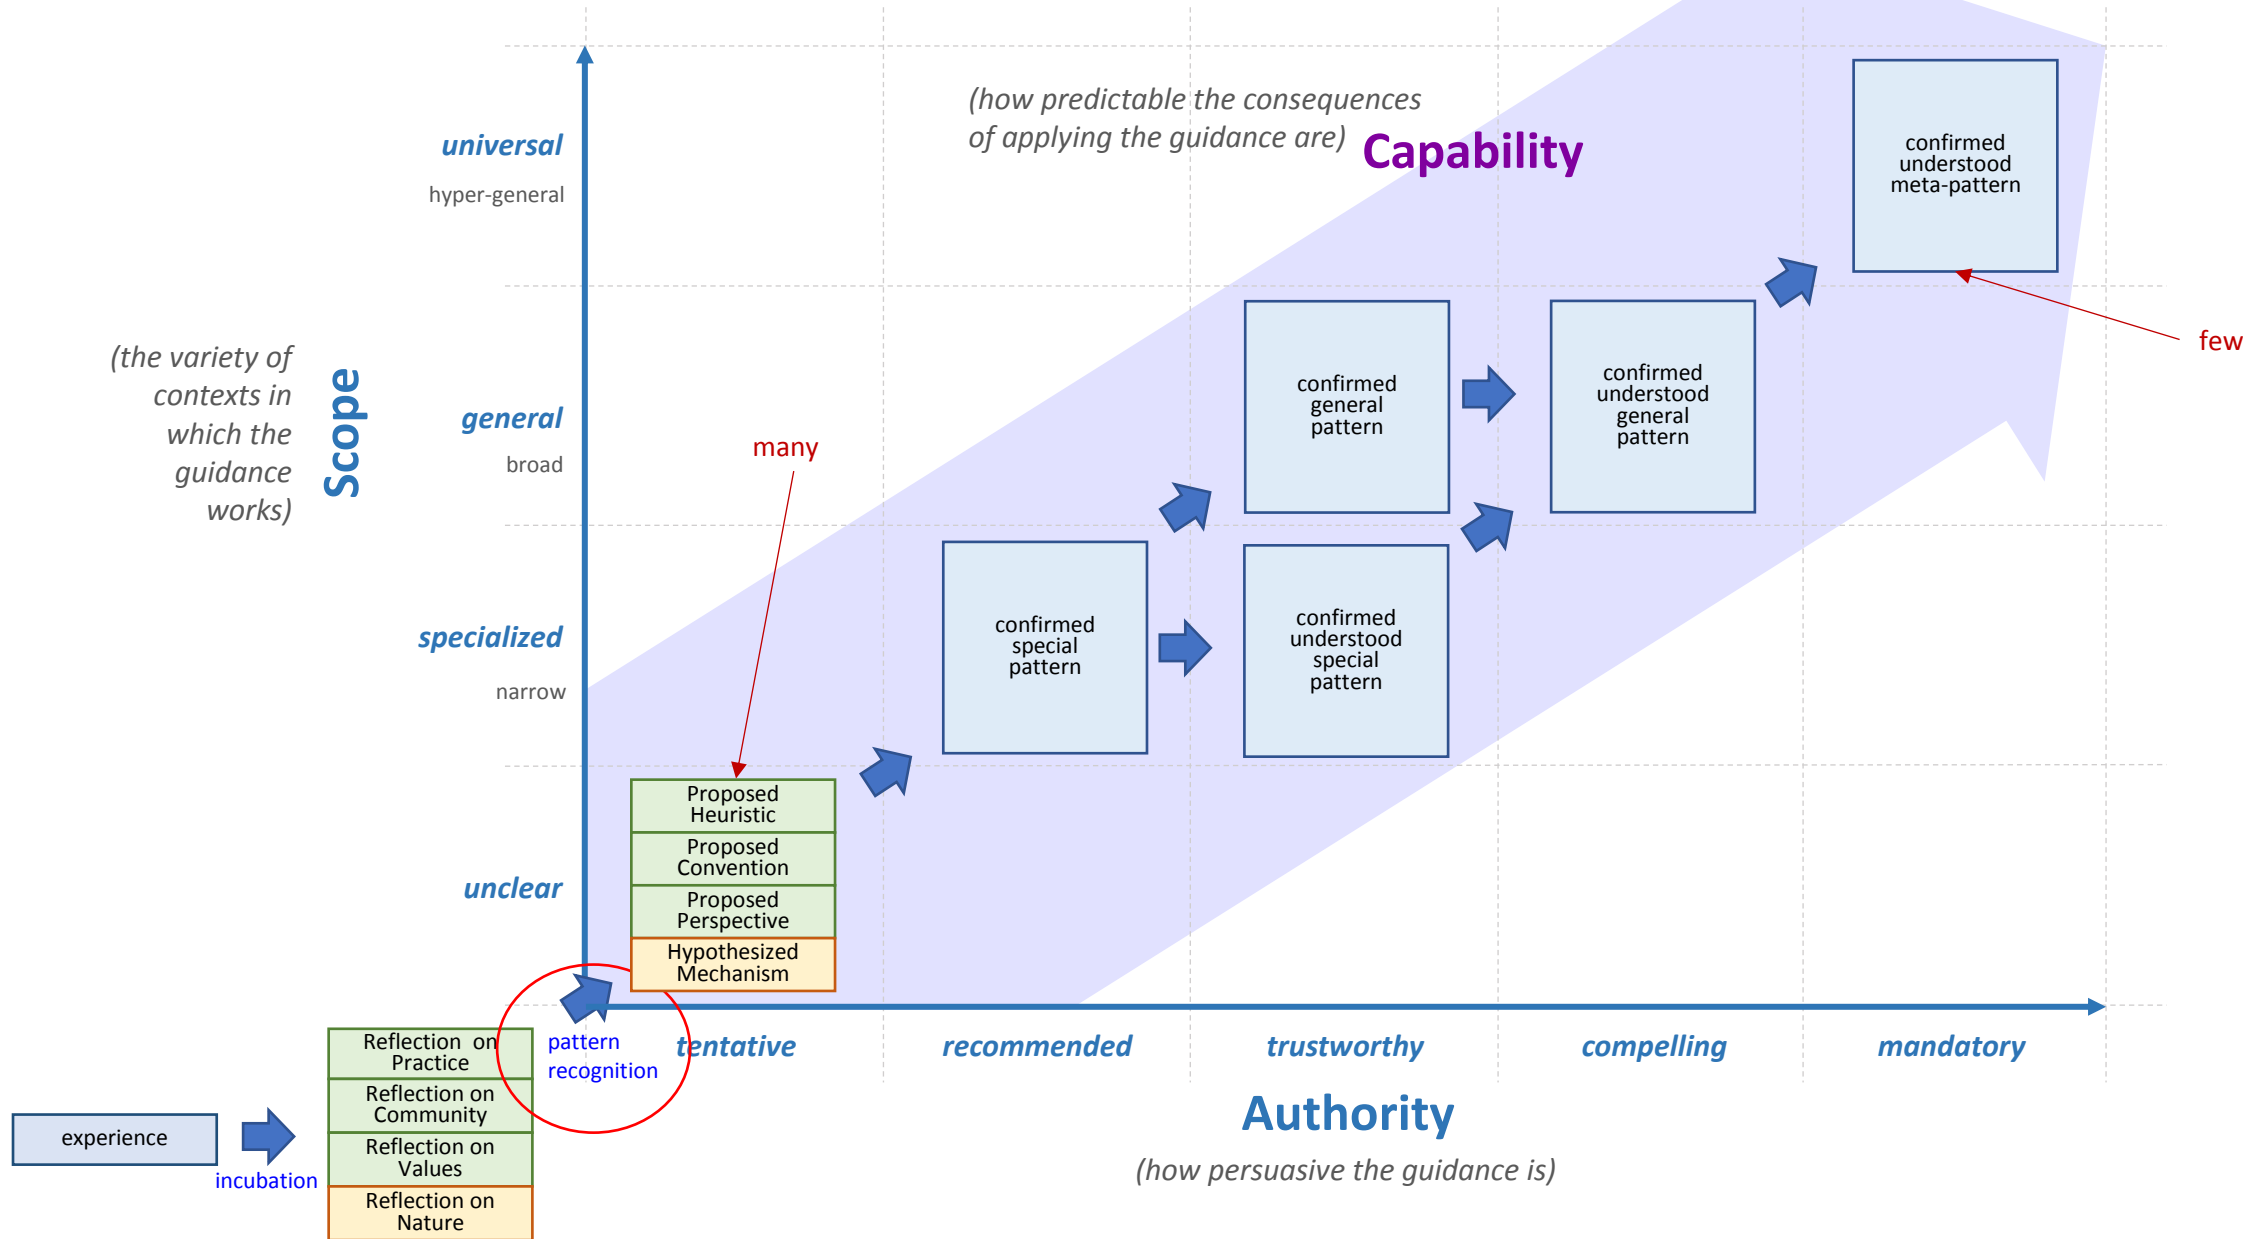 (how predictable the consequences
of applying the guidance are)
Capability
universal
hyper-general
confirmed
understood
meta-pattern
few
(the variety of
contexts in
which the
guidance
works)
Scope
general
broad
many
confirmed
general
pattern
confirmed
understood
general
pattern
specialized
narrow
confirmed
special
pattern
confirmed
understood
special
pattern
unclear
Proposed
Heuristic
Proposed
Convention
Proposed
Perspective
Hypothesized
Mechanism
pattern
recognition
tentative
recommended
trustworthy
compelling
mandatory
Authority
(how persuasive the guidance is)
experience
incubation
Reflection on
Practice
Reflection on
Community
Reflection on
Values
Reflection on
Nature